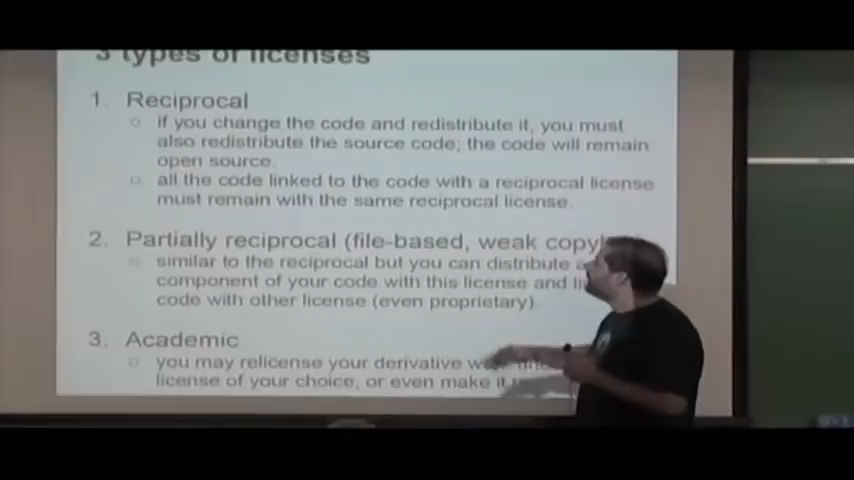 3 types of licenses
1. Reciprocal
○ if you change the code and redistribute it, you must
also redistribute the source code; the code will remain
open source.
○ all the code linked to the code with a reciprocal license
must remain with the same reciprocal license.
2. Partially reciprocal (file-based, weak
○ similar to the reciprocal but you can distribute
component of your code with this license and
code with other license (even proprietary).
3. Academic
○ you may relicense your derivative
license of your choice, or even make it